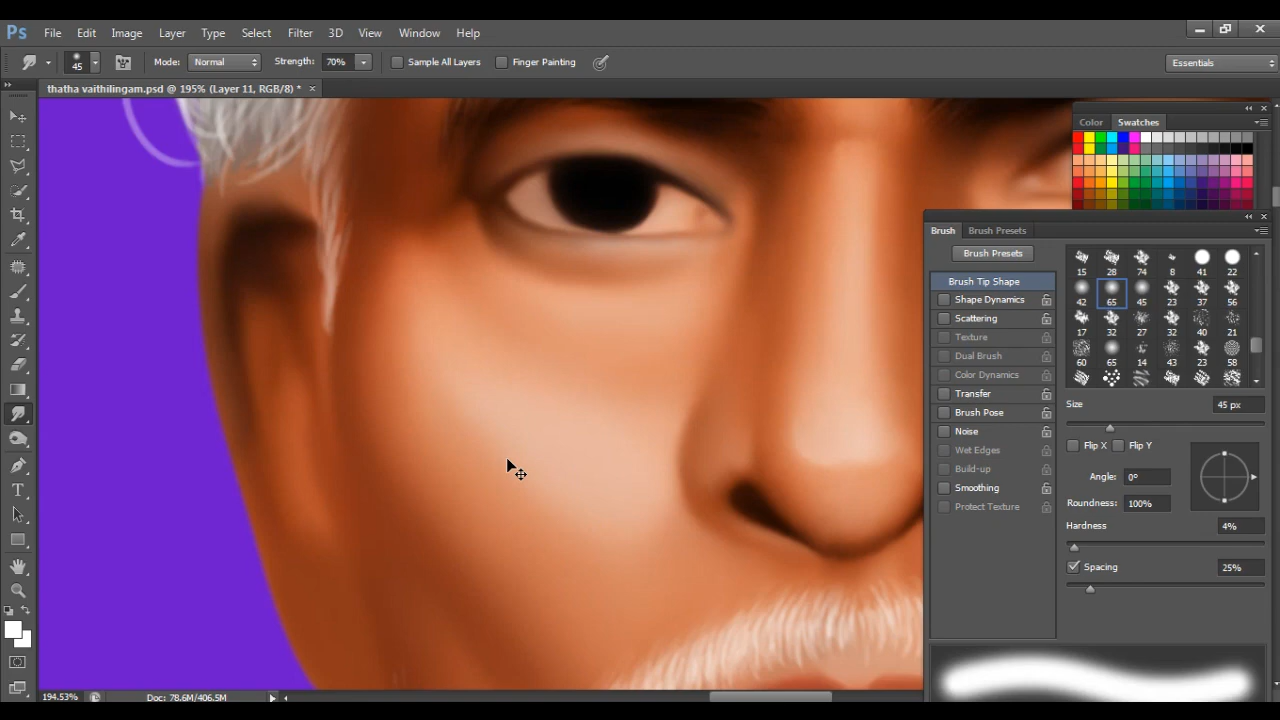 Ps File Edit Image Layer Type Select Filter 3D View Window Help
45 Mode: Normal Strength: 70% Sample All Layers Finger Painting Essentials
thatha vaithilingam.psd @ 195% (Layer 11, RGB/8) *
Color Swatches
Brush Brush Presets
Brush Presets
Brush Tip Shape
Shape Dynamics
Scattering
Texture
Dual Brush
Color Dynamics
Transfer
Brush Pose
Noise
Wet Edges
Build-up
Smoothing
Protect Texture
15 28 74 8 41 22
42 65 45 23 37 56
17 32 27 32 40 21
60 65 14 43 23 58
Size 45 px
Flip X Flip Y
Angle: 0º
Roundness: 100%
Hardness 4%
Spacing 25%
T
194.53% Doc: 78.6M/406.5M